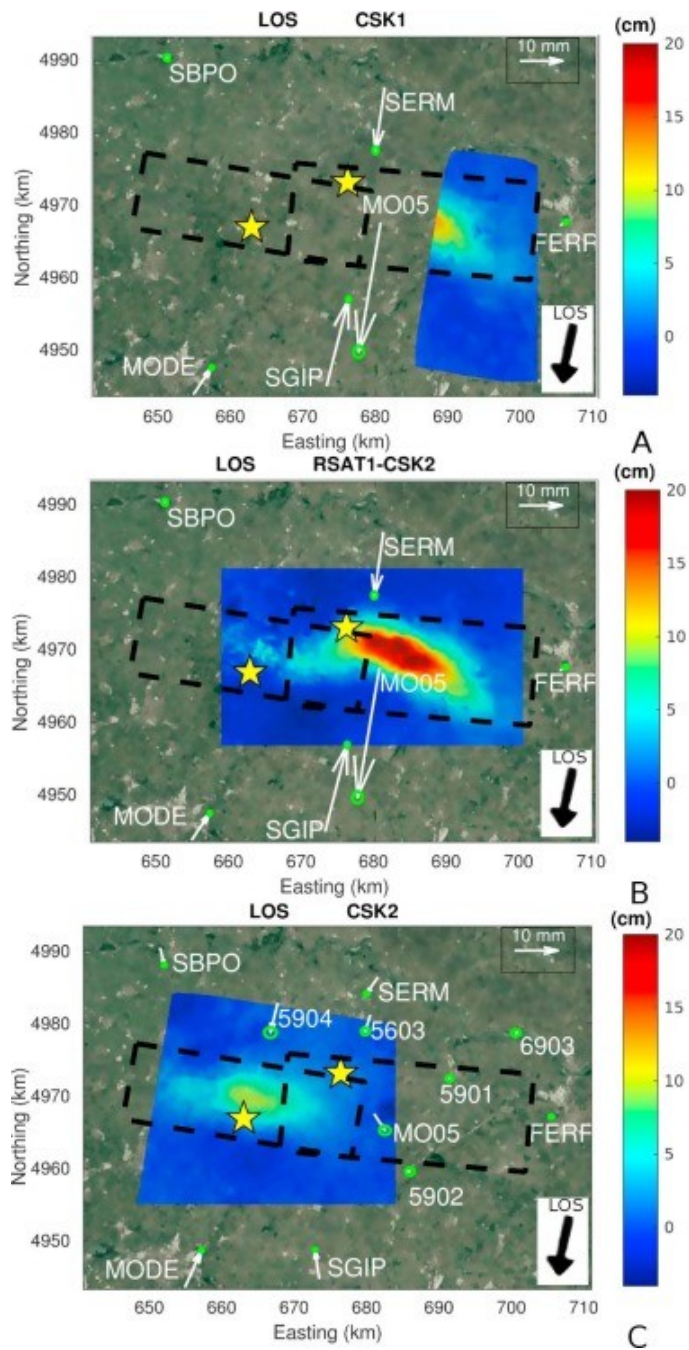 LOS CSK1
(cm)
4990
4980
4970
4960
4950
Northing (km)
SBPO
10 mm
SERM
MO05
FERR
LOS
MODE
SGIP
20
15
10
5
0
650 660 670 680 690 700 710
Easting (km)
A
LOS RSAT1-CSK2
(cm)
4990
4980
4970
4960
4950
Northing (km)
SBPO
10 mm
SERM
MO05
FERF
LOS
MODE
SGIP
20
15
10
5
0
650 660 670 680 690 700 710
Easting (km)
B
LOS CSK2
(cm)
4990
4980
4970
4960
4950
Northing (km)
SBPO
10 mm
SERM
5904
5603
6903
5901
MO05
FERF
5902
LOS
MODE
SGIP
20
15
10
5
0
650 660 670 680 690 700 710
Easting (km)
C